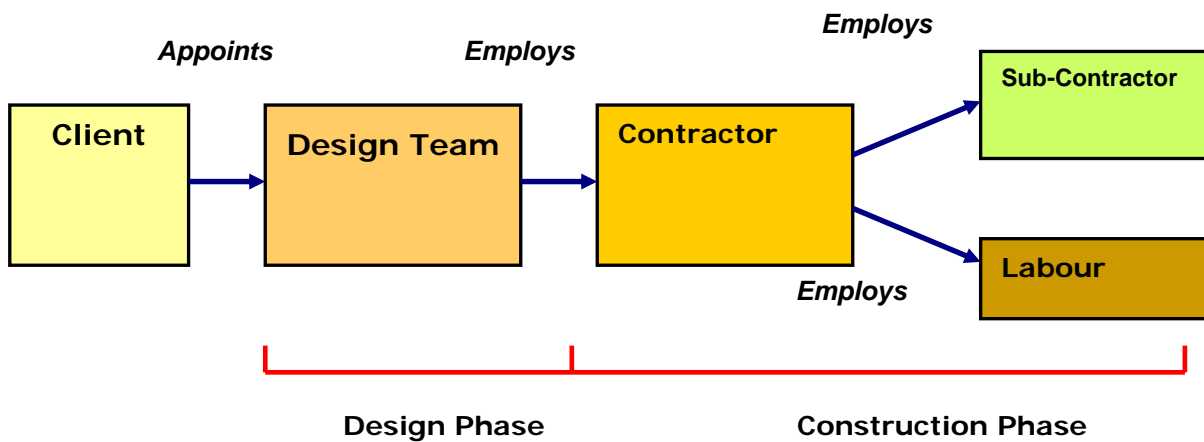 Employs
Appoints
Employs
Sub-Contractor
Client
Design Team
Contractor
Labour
Employs
Design Phase
Construction Phase